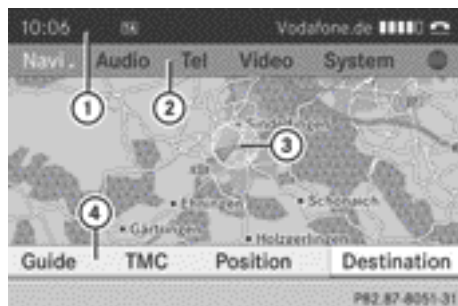 10:06 Vodafone.de
Navi. Audio Tel Video System
1
2
Sindelfingen
3
Ehningen
Schönaich
4
Gärtringen
Holzgerlingen
Guide TMC Position Destination
P82.87-8051-31